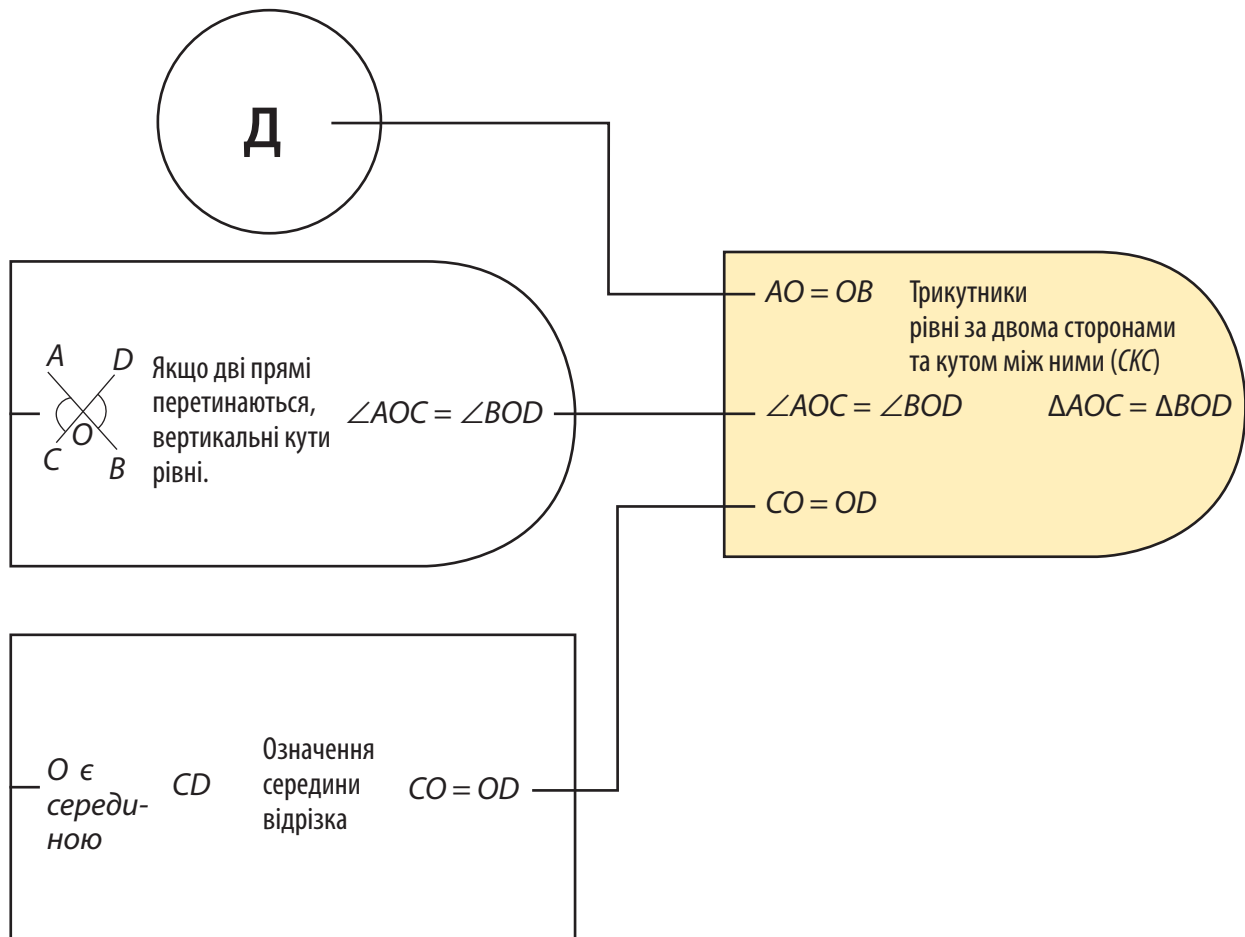 Д
A
D
O
C
B
Якщо дві прямі
перетинаються,
вертикальні кути
рівні.
∠AOC = ∠BOD
O є
середи-
ною
CD
Означення
середини
відрізка
CO = OD
AO = OB
Трикутники
рівні за двома сторонами
та кутом між ними (СКС)
∠AOC = ∠BOD
ΔAOC = ΔBOD
CO = OD